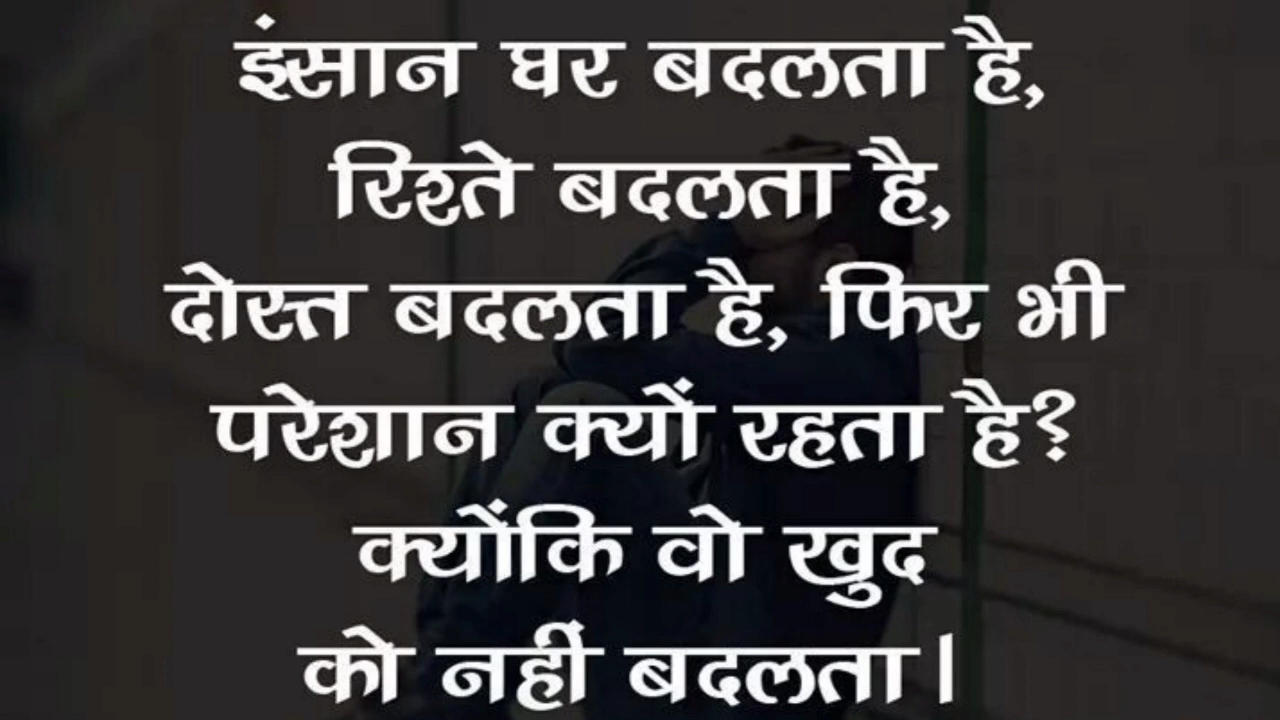 इंसान घर बदलता है,
रिश्ते बदलता है,
दोस्त बदलता है, फिर भी
परेशान क्यों रहता है?
क्योंकि वो खुद
को नहीं बदलता।